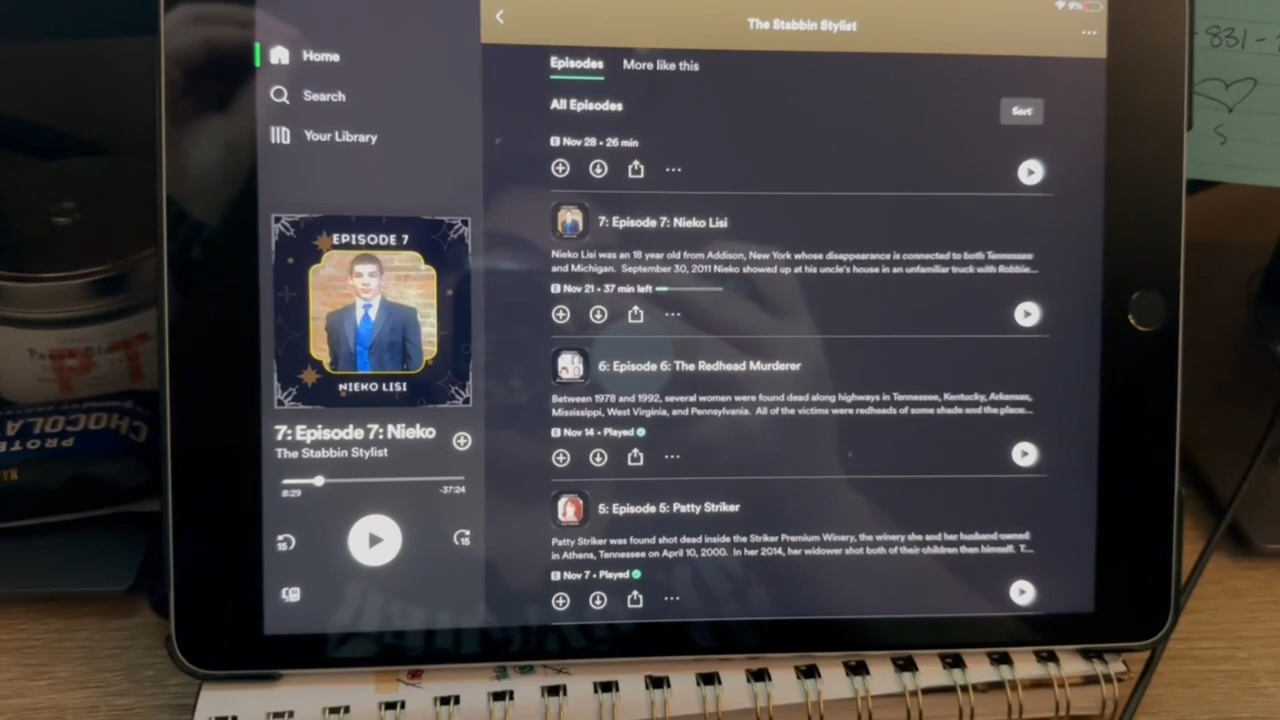 9%
The Stabbin Stylist
Home
Search
Your Library
Episodes
More like this
All Episodes
Sort
E Nov 28 • 26 min
7: Episode 7: Nieko Lisi
Nieko Lisi was an 18 year old from Addison, New York whose disappearance is connected to both Tennessee
and Michigan. September 30, 2011 Nieko showed up at his uncle's house in an unfamiliar truck with Robbie...
E Nov 21 • 37 min left
6: Episode 6: The Redhead Murderer
Between 1978 and 1992, several women were found dead along highways in Tennessee, Kentucky, Arkansas,
Mississippi, West Virginia, and Pennsylvania. All of the victims were redheads of some shade and the place...
E Nov 14 • Played
5: Episode 5: Patty Striker
Patty Striker was found shot dead inside the Striker Premium Winery, the winery she and her husband owned
in Athens, Tennessee on April 10, 2000. In her 2014, her widower shot both of their children then himself. T...
E Nov 7 • Played
EPISODE 7
NIEKO LISI
7: Episode 7: Nieko
The Stabbin Stylist
8:29
-37:24
15
15
-831-
S
PT
CHOCOLA
PROTE